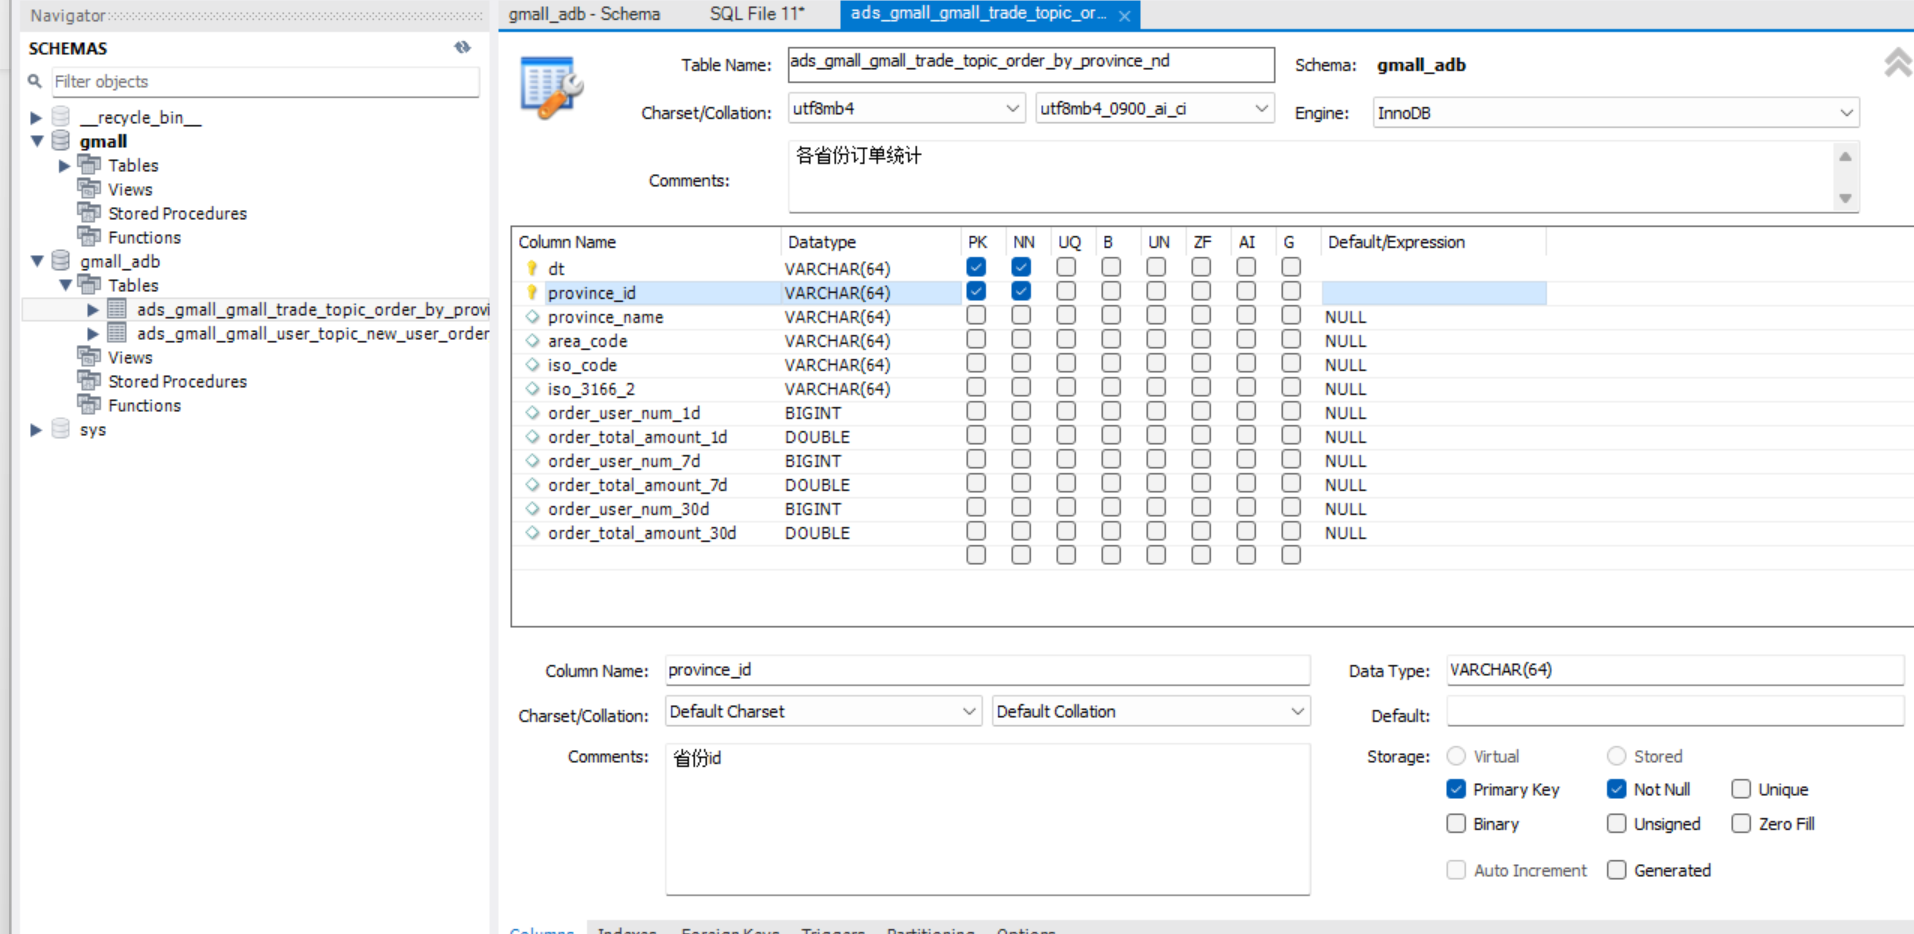 Navigator
SCHEMAS
Filter objects
__recycle_bin__
gmall
Tables
Views
Stored Procedures
Functions
gmall_adb
Tables
ads_gmall_gmall_trade_topic_order_by_provi
ads_gmall_gmall_user_topic_new_user_order
Views
Stored Procedures
Functions
sys
gmall_adb - Schema SQL File 11* ads_gmall_gmall_trade_topic_or...
Table Name: ads_gmall_gmall_trade_topic_order_by_province_nd Schema: gmall_adb
Charset/Collation: utf8mb4 utf8mb4_0900_ai_ci Engine: InnoDB
Comments: 各省份订单统计
Column Name Datatype PK NN UQ B UN ZF AI G Default/Expression
dt VARCHAR(64)
province_id VARCHAR(64)
province_name VARCHAR(64) NULL
area_code VARCHAR(64) NULL
iso_code VARCHAR(64) NULL
iso_3166_2 VARCHAR(64) NULL
order_user_num_1d BIGINT NULL
order_total_amount_1d DOUBLE NULL
order_user_num_7d BIGINT NULL
order_total_amount_7d DOUBLE NULL
order_user_num_30d BIGINT NULL
order_total_amount_30d DOUBLE NULL
Column Name: province_id Data Type: VARCHAR(64)
Charset/Collation: Default Charset Default Collation Default:
Comments: 省份id Storage: Virtual Stored
Primary Key Not Null Unique
Binary Unsigned Zero Fill
Auto Increment Generated
Columns Indexes Foreign Keys Triggers Partitioning Options